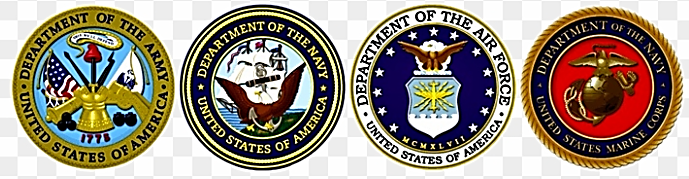 DEPARTMENT OF THE ARMY
1775
UNITED STATES OF AMERICA
DEPARTMENT OF THE NAVY
UNITED STATES OF AMERICA
DEPARTMENT OF THE AIR FORCE
MCMXLVII
UNITED STATES OF AMERICA
DEPARTMENT OF THE NAVY
UNITED STATES MARINE CORPS